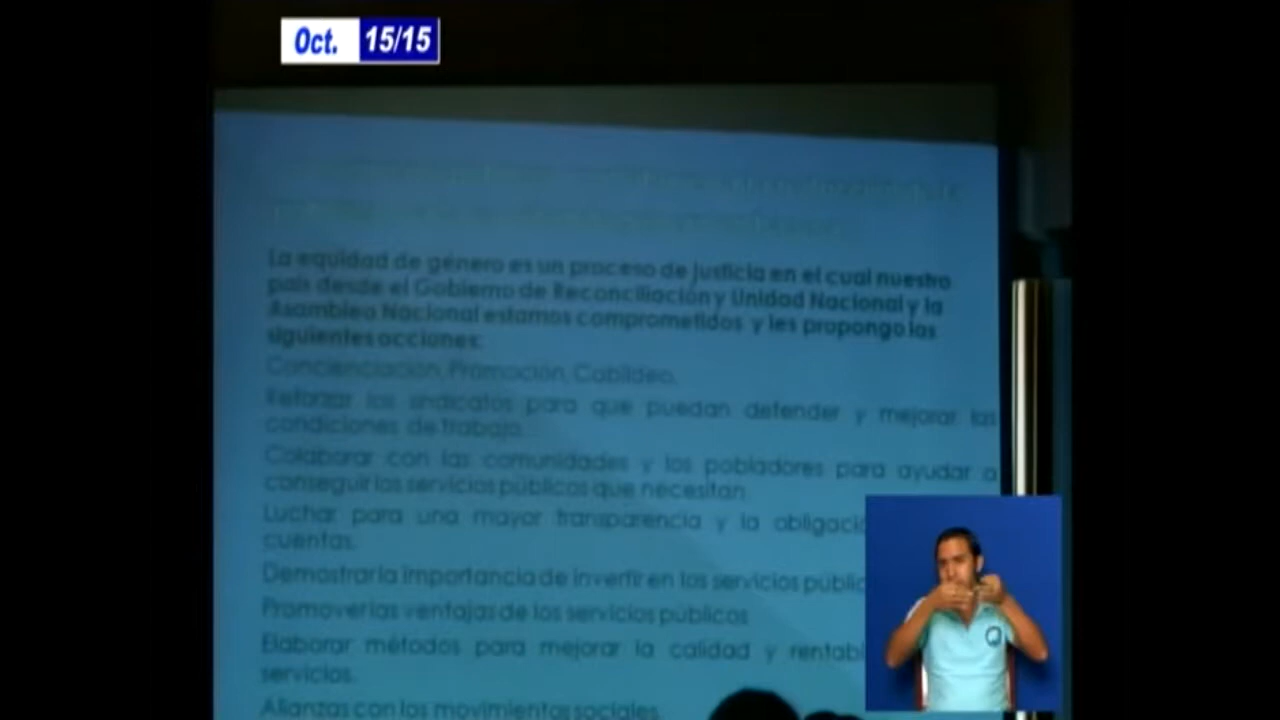 Oct. 15/15
La equidad de género es un proceso de justicia en el cual nuestro
país desde el Gobierno de Reconciliación y Unidad Nacional y la
Asamblea Nacional estamos comprometidos y les propongo las
siguientes acciones:
Concienciación, Promoción, Cabildeo.
Reforzar los sindicatos para que puedan defender y mejorar las
condiciones de trabajo.
Colaborar con las comunidades y los pobladores para ayudar a
conseguir los servicios públicos que necesitan
Luchar para una mayor transparencia y la obligació
cuentas.
Demostrar la importancia de invertir en los servicios públic
Promover las ventajas de los servicios públicos
Elaborar métodos para mejorar la calidad y rentabi
servicios.
Alianzas con los movimientos sociales.